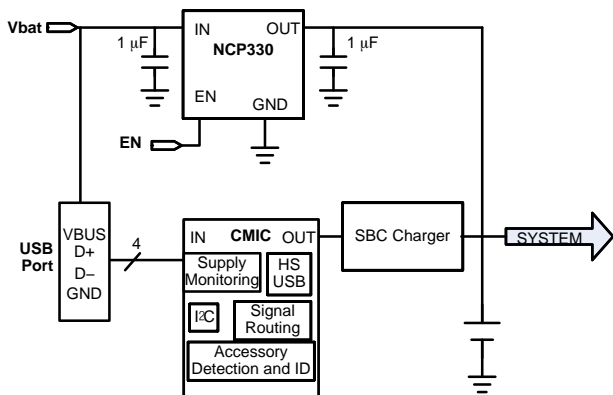 Vbat
1 μF
IN
OUT
NCP330
1 μF
EN
GND
EN
USB Port
VBUS
D+
D–
GND
4
IN
CMIC
OUT
Supply Monitoring
HS USB
I2C
Signal Routing
Accessory Detection and ID
SBC Charger
SYSTEM